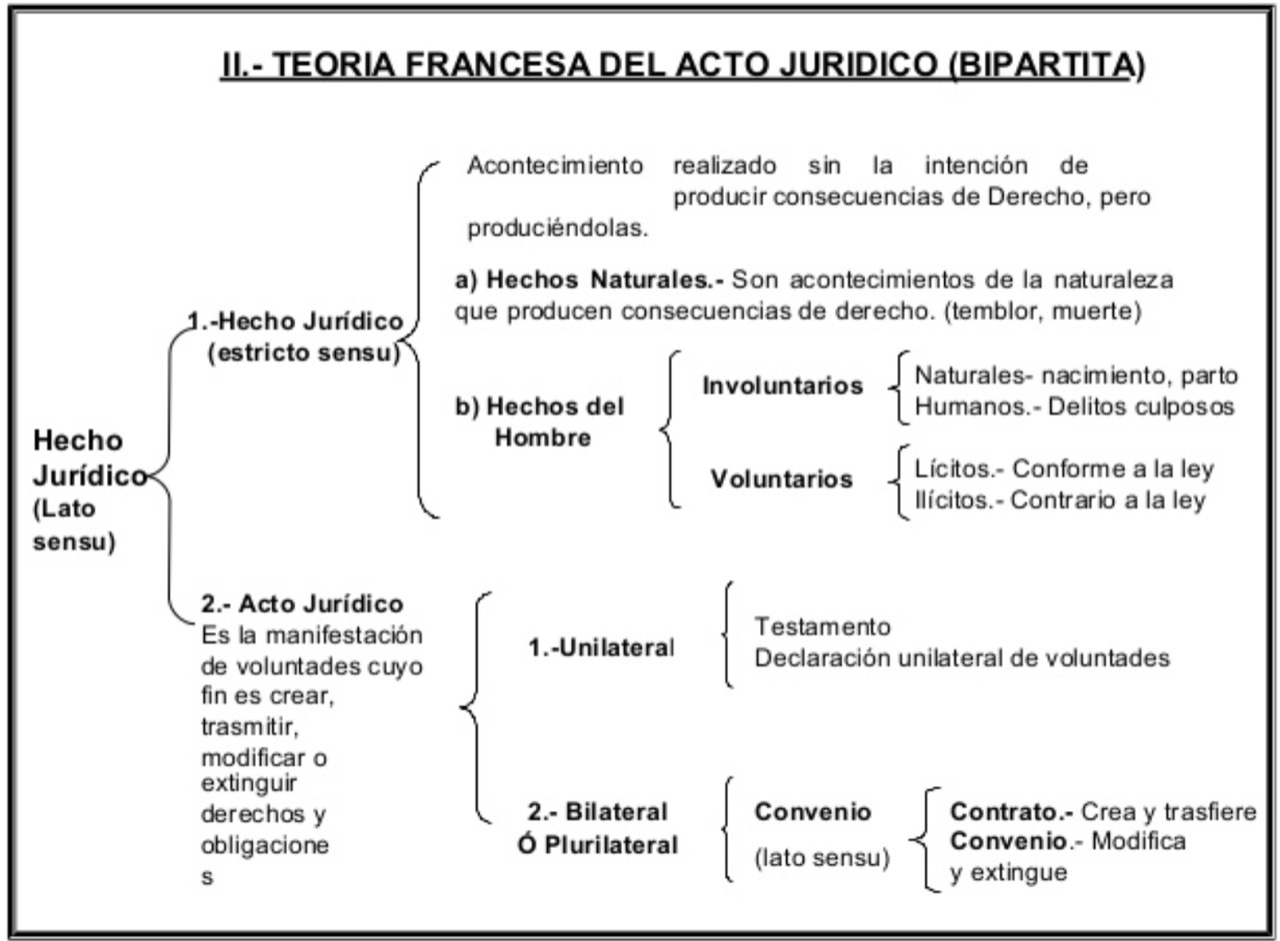 II.- TEORIA FRANCESA DEL ACTO JURIDICO (BIPARTITA)
Acontecimiento realizado sin la intención de
producir consecuencias de Derecho, pero
produciéndolas.
a) Hechos Naturales.- Son acontecimientos de la naturaleza
que producen consecuencias de derecho. (temblor, muerte)
1.-Hecho Jurídico
(estricto sensu)
b) Hechos del
Hombre
Involuntarios
Naturales- nacimiento, parto
Humanos.- Delitos culposos
Voluntarios
Lícitos.- Conforme a la ley
Ilícitos.- Contrario a la ley
Hecho
Jurídico
(Lato
sensu)
2.- Acto Jurídico
Es la manifestación
de voluntades cuyo
fin es crear,
trasmitir,
modificar o
extinguir
derechos y
obligacione
s
1.-Unilateral
Testamento
Declaración unilateral de voluntades
2.- Bilateral
Ó Plurilateral
Convenio
(lato sensu)
Contrato.- Crea y trasfiere
Convenio.- Modifica
y extingue